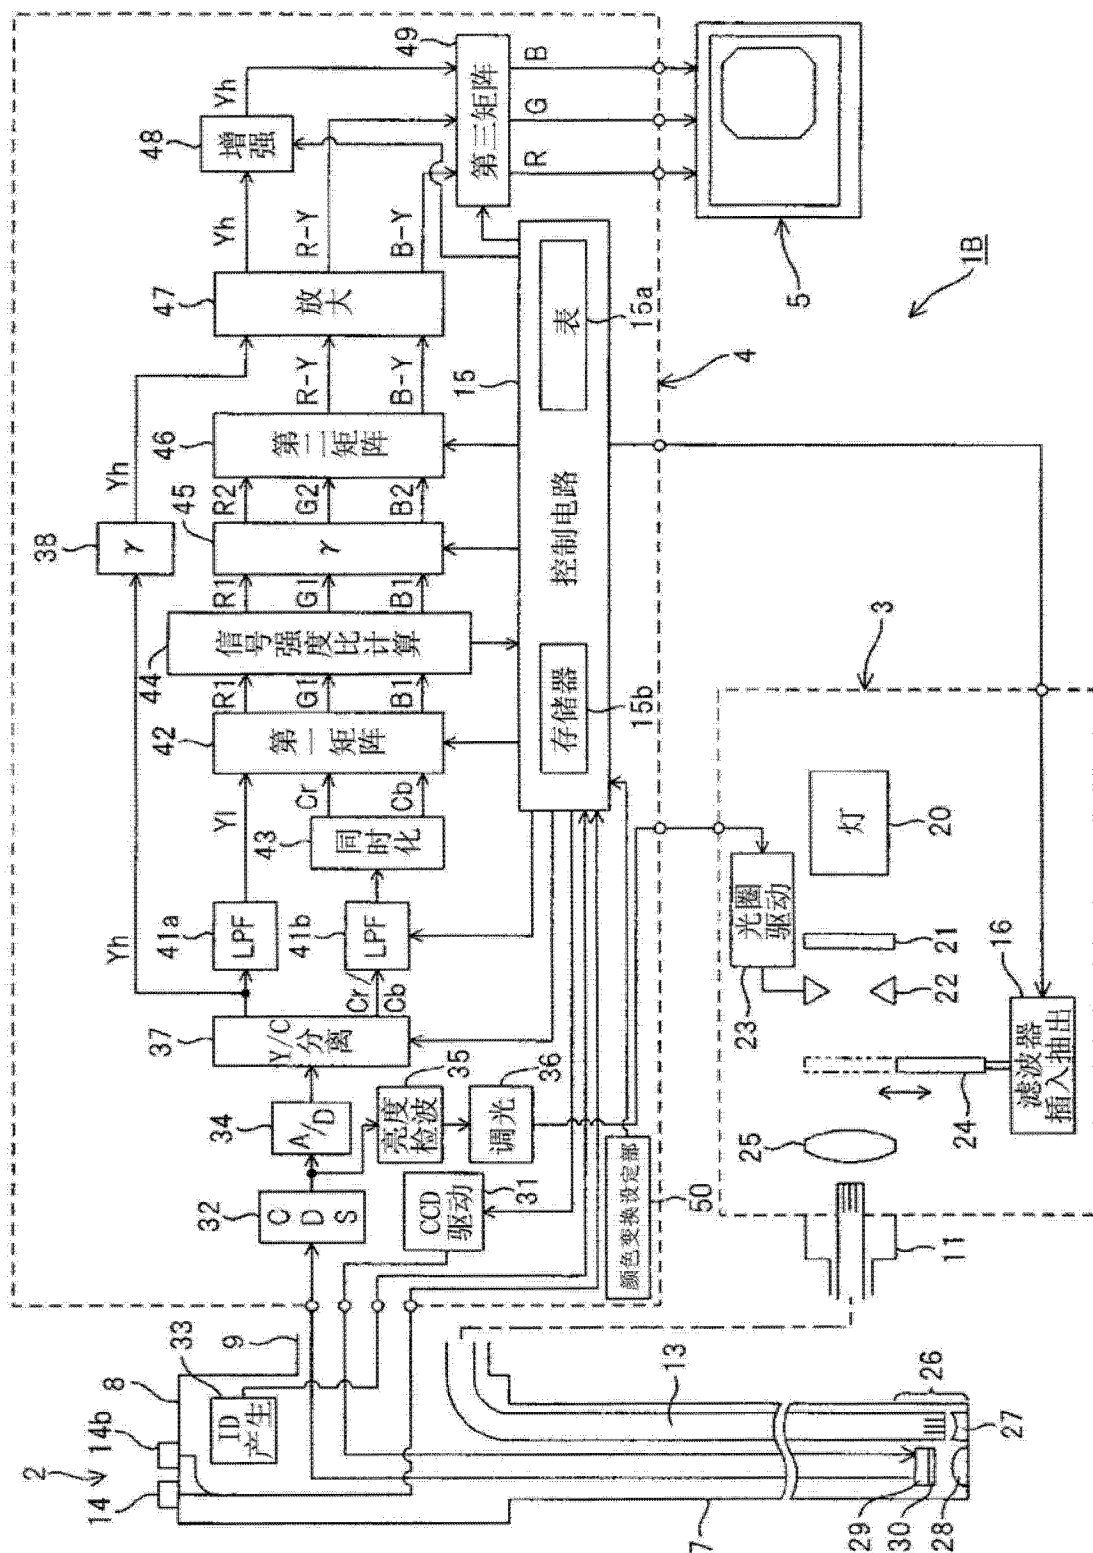 2
14
14b
8
33
9
ID
产生
32
CDS
34
A/D
37
Y/C
分离
35
亮度
检波
36
调光
31
CCD
驱动
颜色变换设定部
50
41a
LPF
41b
LPF
Yh
Cr/
Cb
43
同时化
Yl
Cr
Cb
42
第一矩阵
R1
G1
B1
44
信号强度比计算
R1
G1
B1
38
γ
45
γ
R2
G2
B2
46
第二矩阵
Yh
R-Y
B-Y
47
放大
Yh
R-Y
B-Y
48
增强
Yh
49
第三矩阵
R
G
B
15
控制电路
存储器
15b
表
15a
4
5
1B
3
灯
20
光圈
驱动
23
21
22
16
滤波器
插入抽出
24
25
11
13
26
27
7
29
30
28